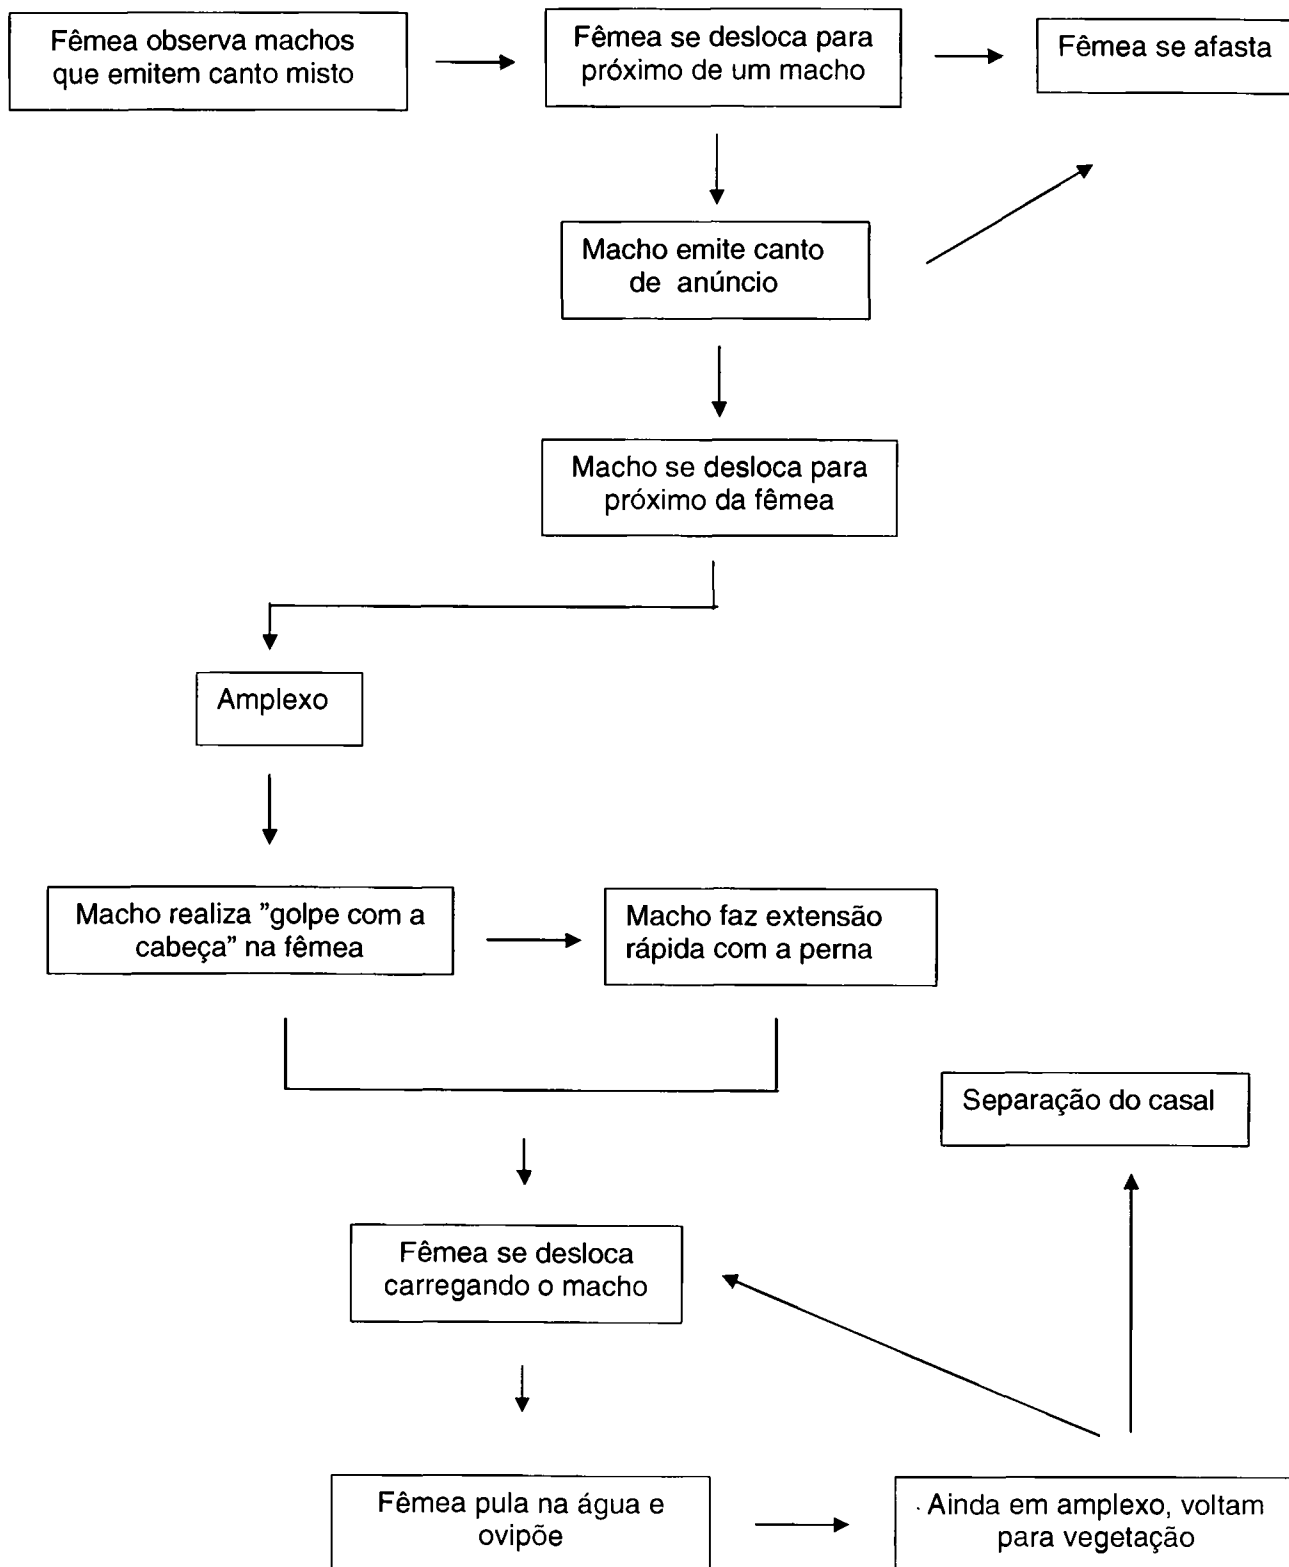 Fêmea observa machos
que emitem canto misto
Fêmea se desloca para
próximo de um macho
Fêmea se afasta
Macho emite canto
de anúncio
Macho se desloca para
próximo da fêmea
Amplexo
Macho realiza ”golpe com a
cabeça” na fêmea
Macho faz extensão
rápida com a perna
Separação do casal
Fêmea se desloca
carregando o macho
Fêmea pula na água e
ovipõe
Ainda em amplexo, voltam
para vegetação